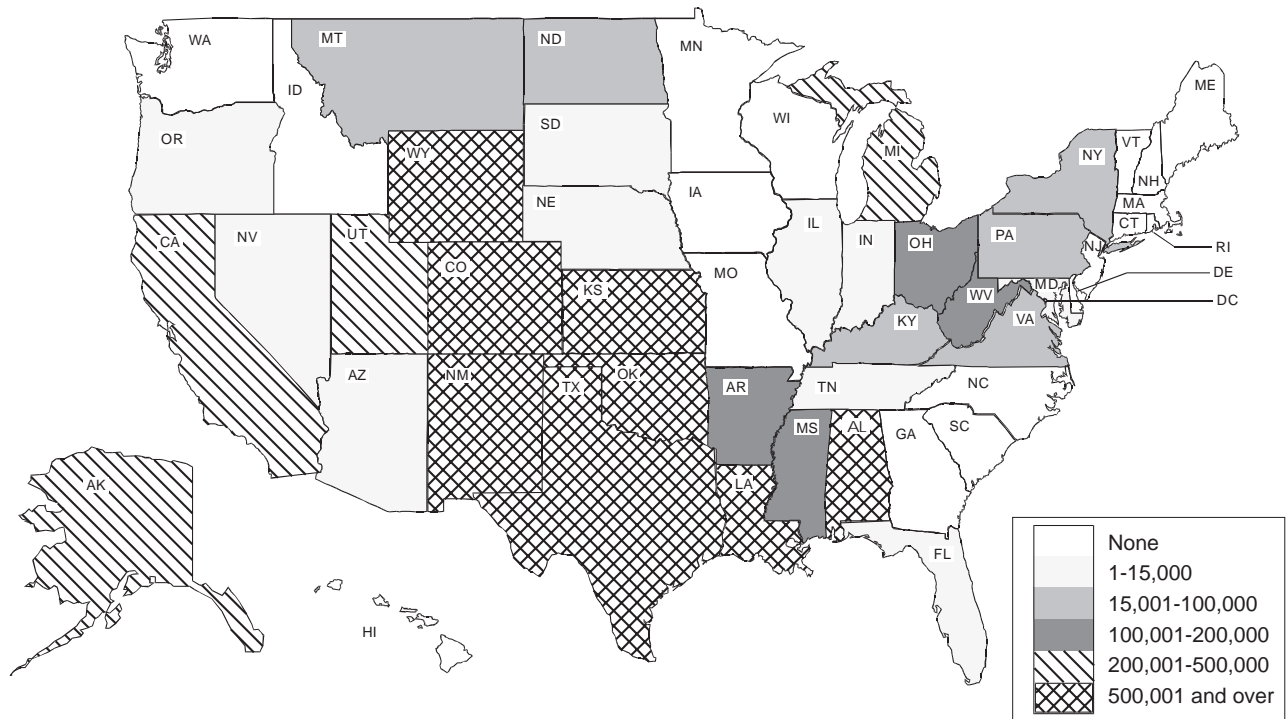 WA
MT
ND
MN
ME
ID
OR
SD
WI
VT
NY
NH
MI
WY
MA
IA
NE
CT
CA
NV
UT
IL
IN
OH
PA
NJ
RI
CO
KS
MO
WV
MD
DE
DC
KY
VA
AZ
NM
TX
OK
AR
TN
NC
MS
AL
GA
SC
LA
AK
FL
HI
None
1-15,000
15,001-100,000
100,001-200,000
200,001-500,000
500,001 and over